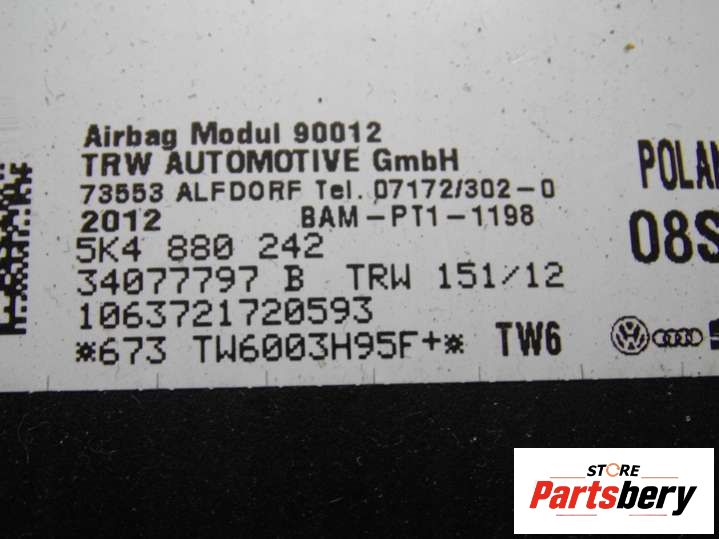 Airbag Modul 90012
TRW AUTOMOTIVE GmbH
73553 ALFDORF Tel. 07172/302-0
2012 BAM-PT1-1198
5K4 880 242
34077797 B TRW 151/12
1063721720593
*673 TW6003H95F+* TW6
POLAN
08S
STORE
Partsbery